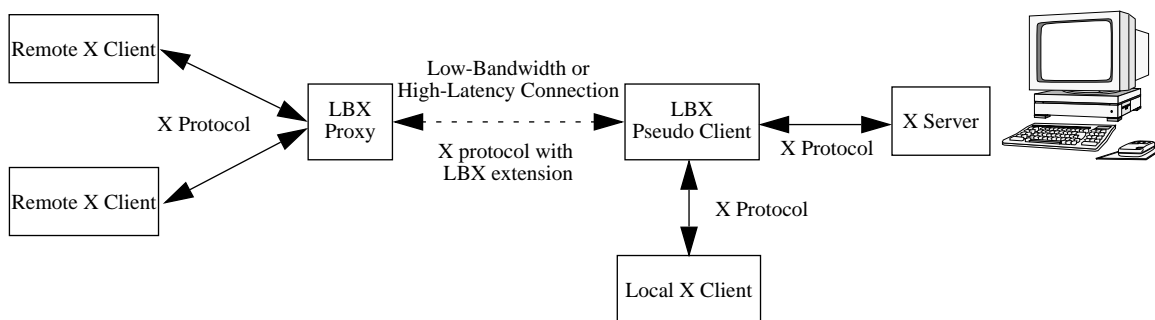 Remote X Client
X Protocol
Remote X Client
LBX
Proxy
Low-Bandwidth or
High-Latency Connection
X protocol with
LBX extension
LBX
Pseudo Client
X Protocol
X Server
X Protocol
Local X Client